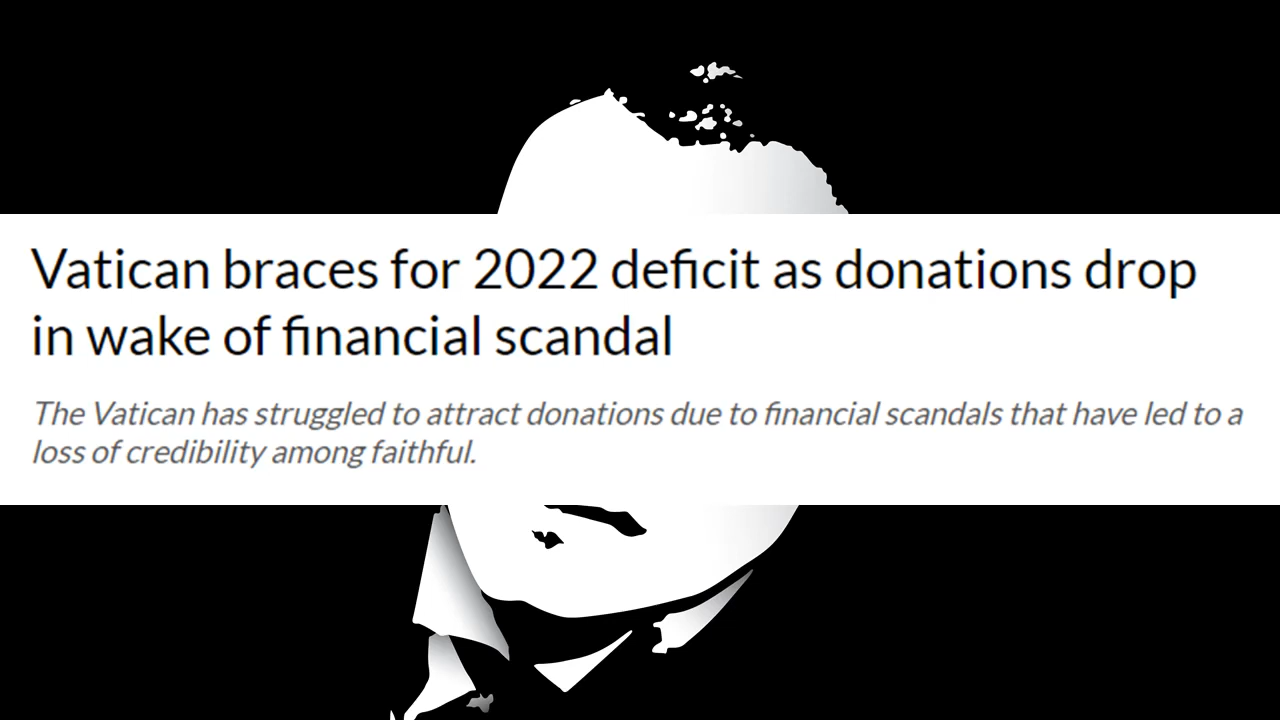 Vatican braces for 2022 deficit as donations drop
in wake of financial scandal
The Vatican has struggled to attract donations due to financial scandals that have led to a
loss of credibility among faithful.